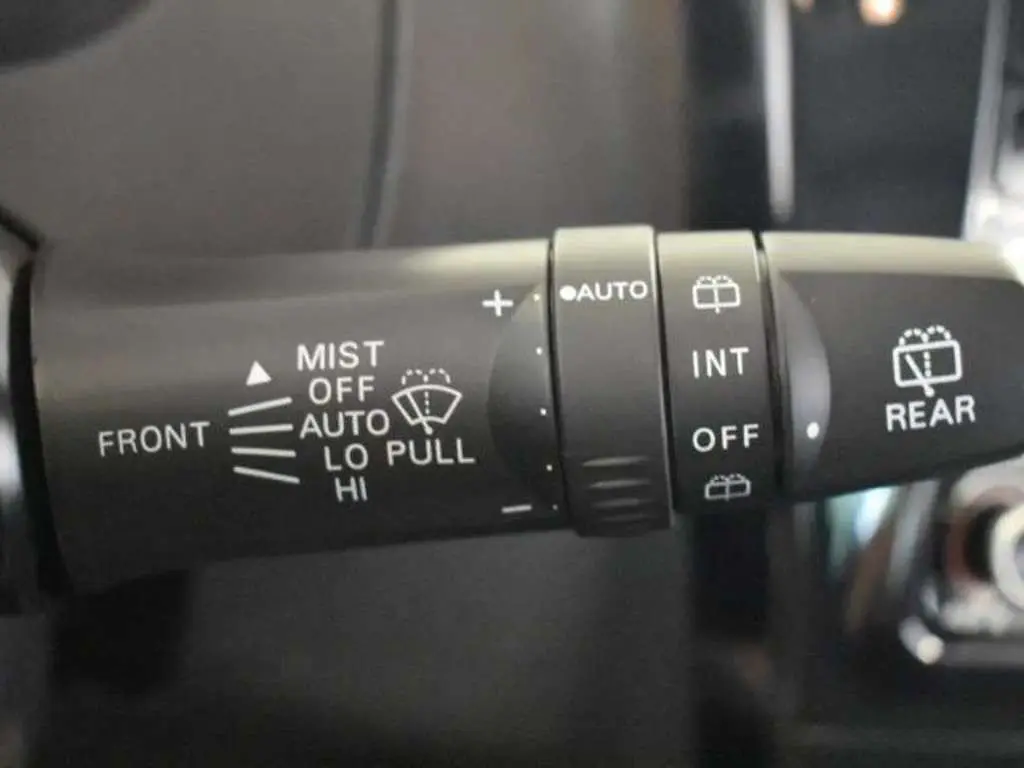 FRONT
MIST
OFF
AUTO
LO PULL
HI
+
−
AUTO
INT
OFF
REAR